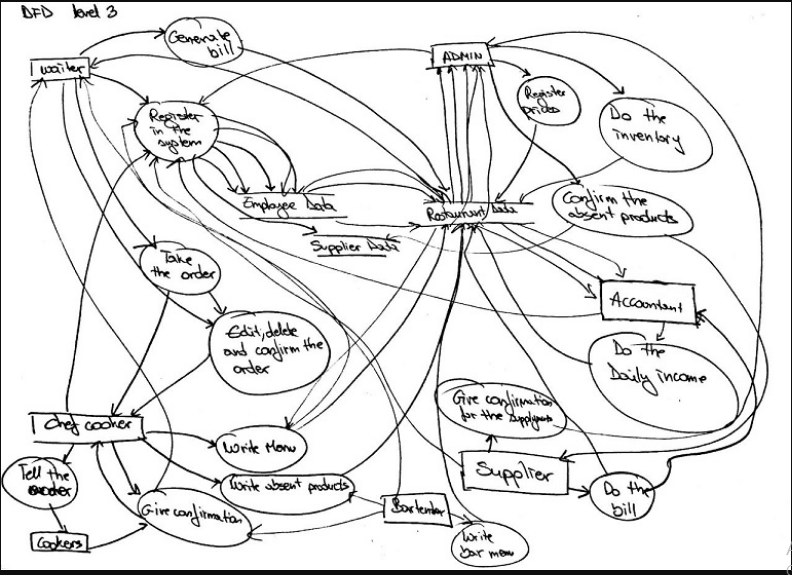 DFD level 3
Generate
bill
waiter
ADMIN
Register
in the
system
Register
prices
Do the
inventory
Employee Data
Restaurant Data
Confirm the
absent products
Supplier Data
Take
the order
Accountant
Edit, delete
and confirm the
order
Do the
Daily income
Give confirmation
for the
Chef cooker
Write Menu
Supplier
Tell the
Write absent products
Give confirmation
Bartender
Do the
bill
Cookers
Write
bar menu